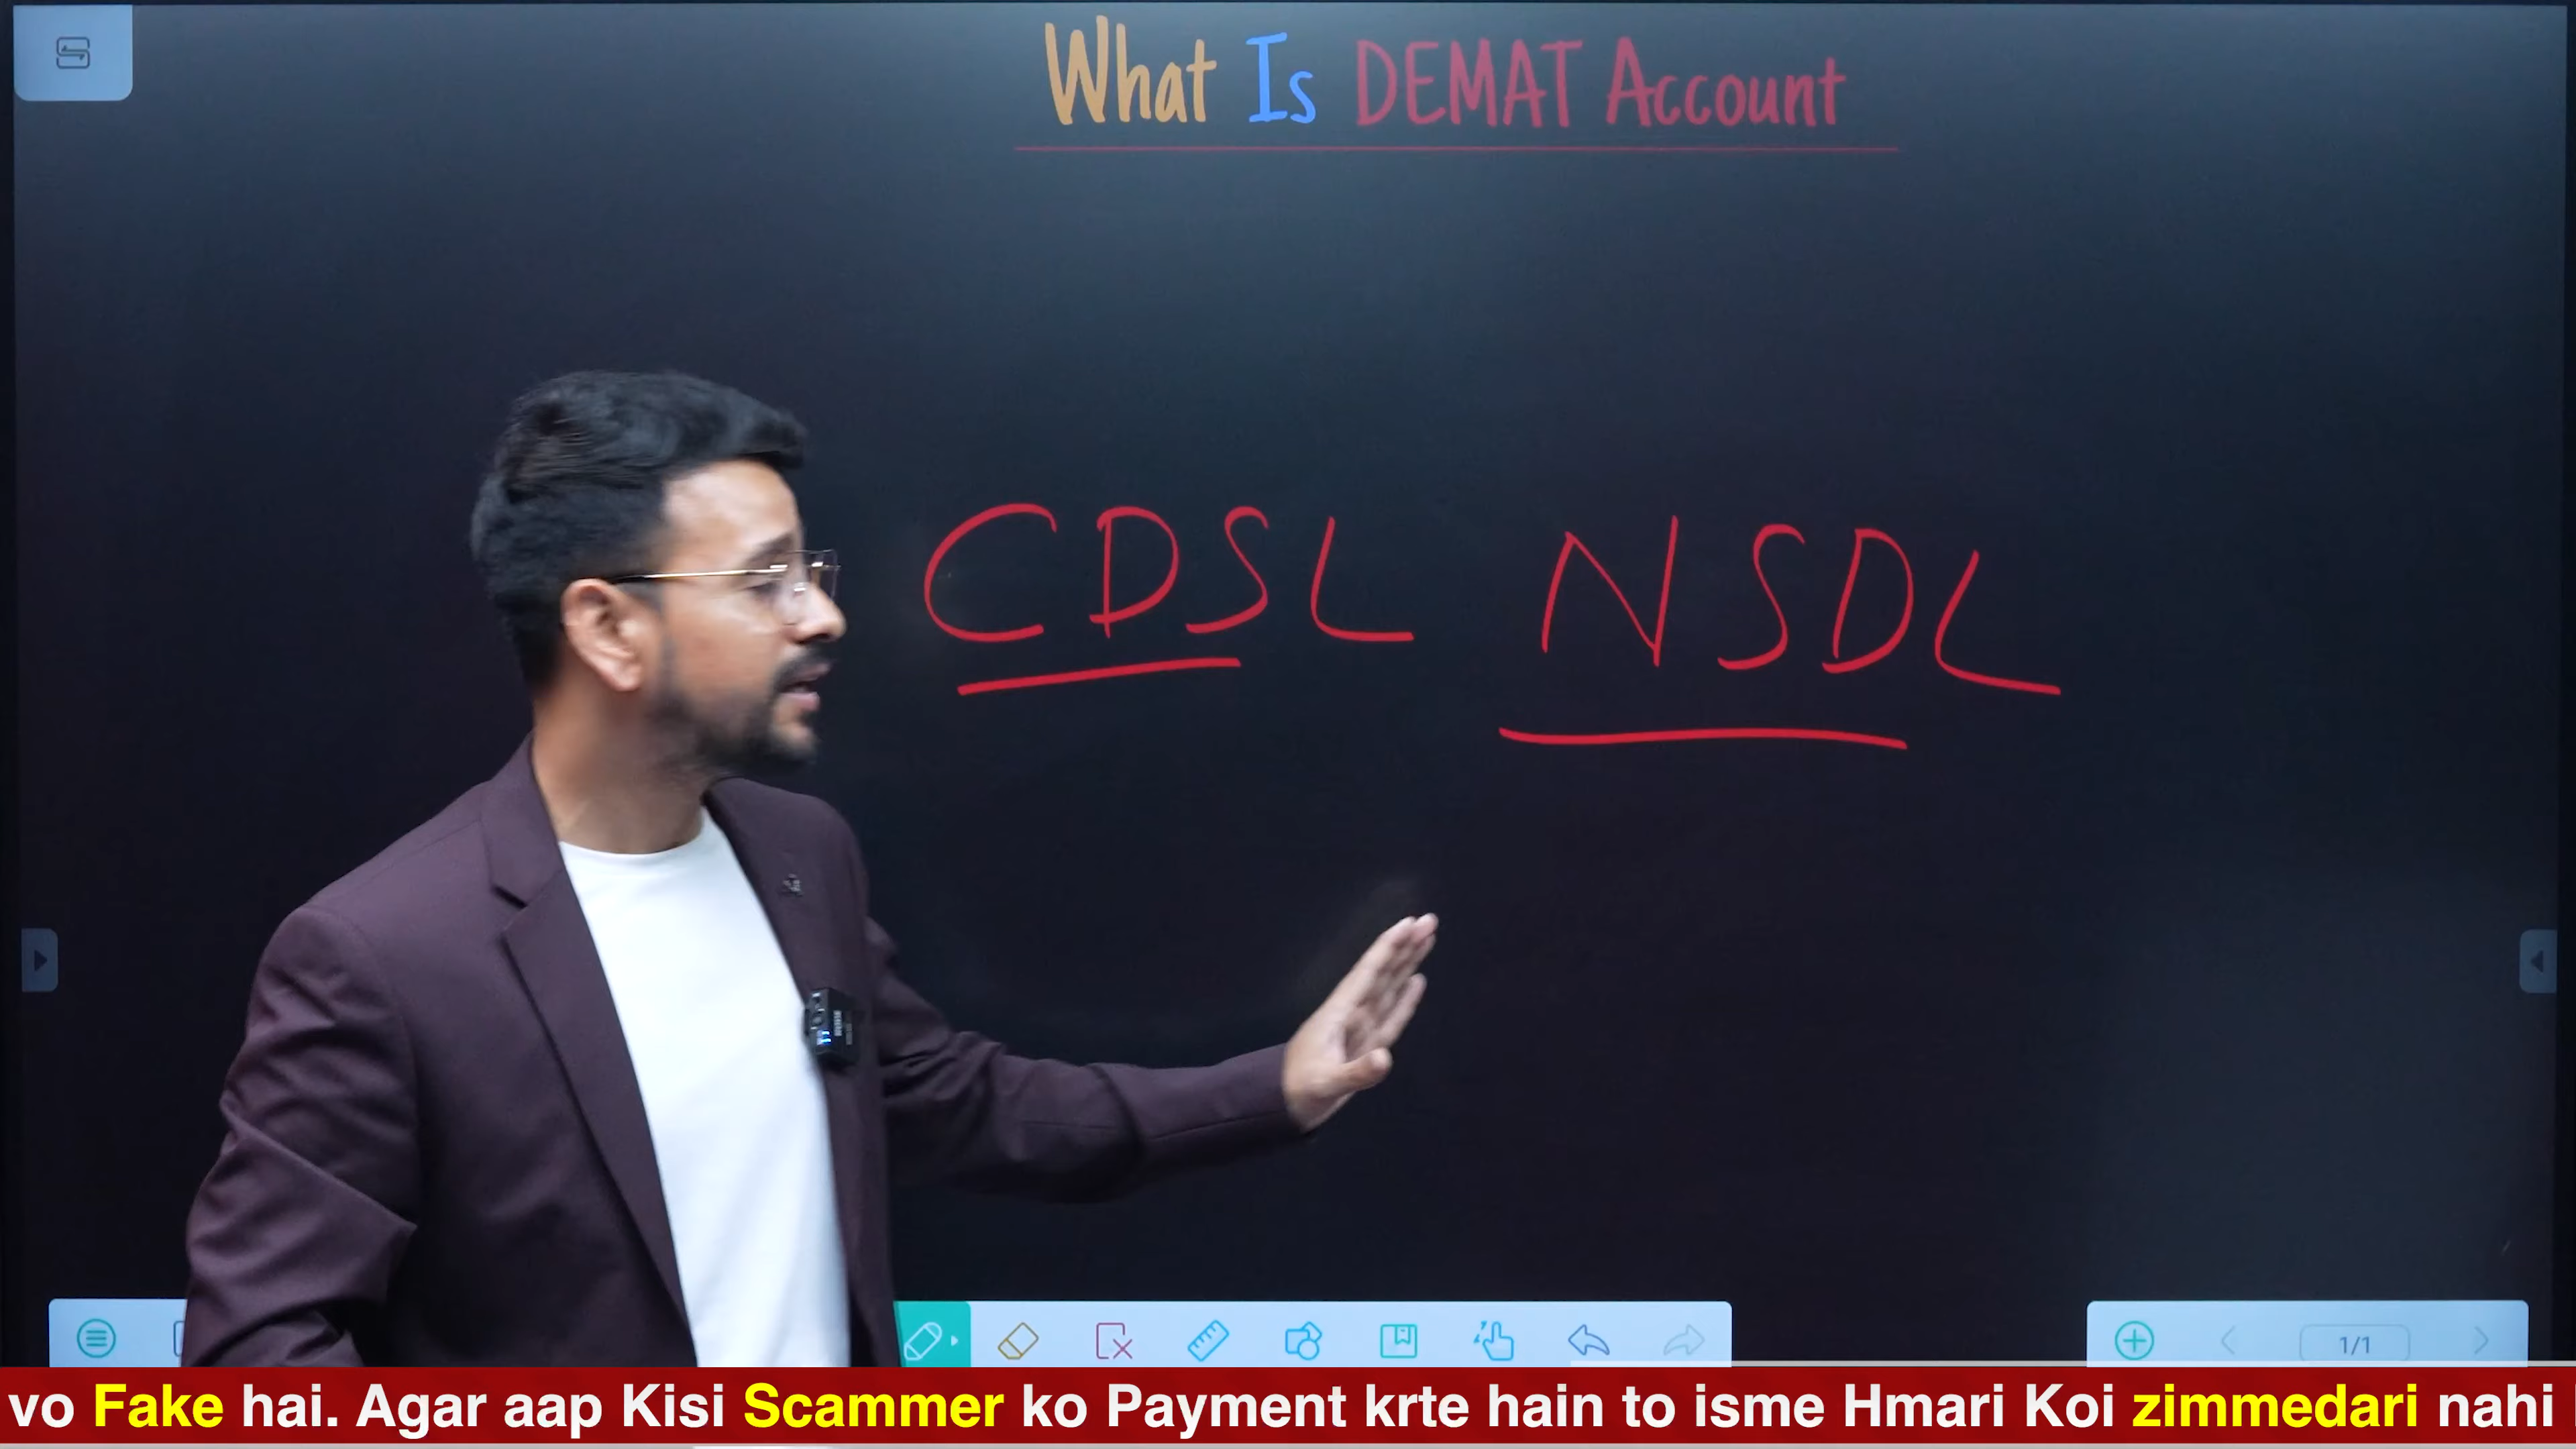 What Is DEMAT Account
CDSL NSDL
1/1
vo Fake hai. Agar aap Kisi Scammer ko Payment krte hain to isme Hmari Koi zimmedari nahi